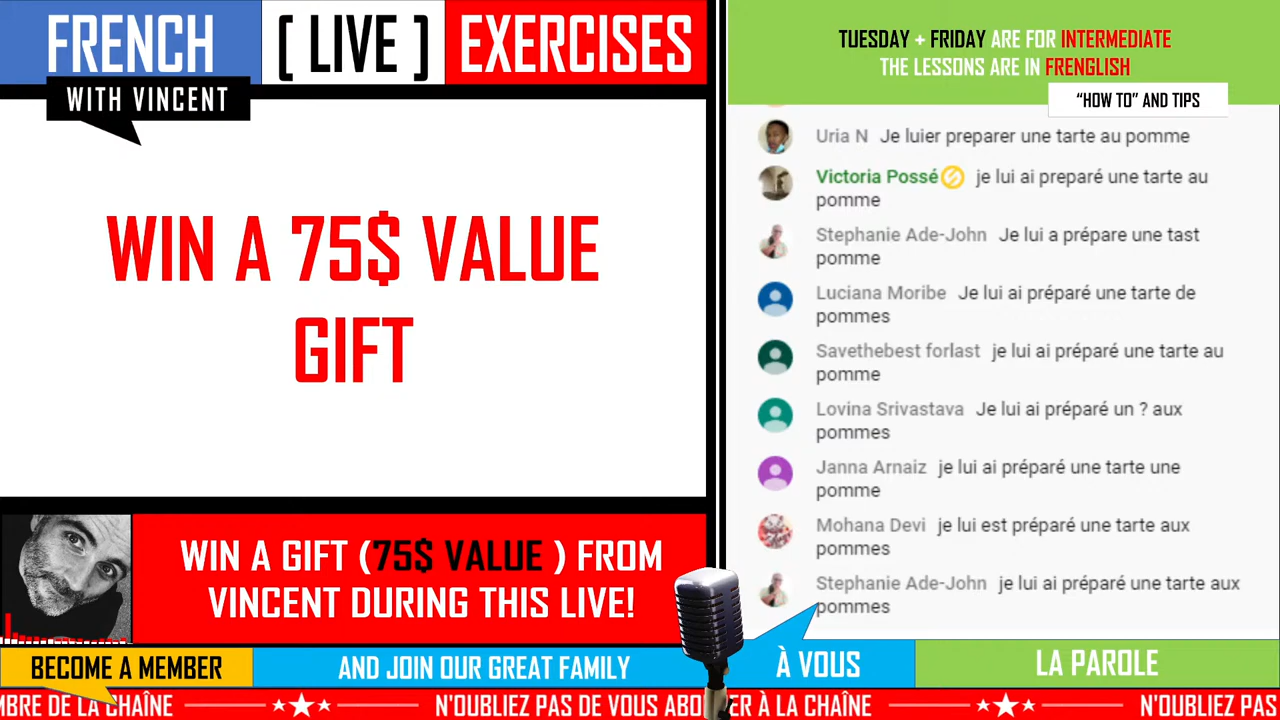 FRENCH [ LIVE ] EXERCISES
WITH VINCENT
WIN A 75$ VALUE
GIFT
WIN A GIFT (75$ VALUE ) FROM
VINCENT DURING THIS LIVE!
TUESDAY + FRIDAY ARE FOR INTERMEDIATE
THE LESSONS ARE IN FRENGLISH
“HOW TO” AND TIPS
Uria N Je luier preparer une tarte au pomme
Victoria Possé je lui ai preparé une tarte au
pomme
Stephanie Ade-John Je lui a prépare une tast
pomme
Luciana Moribe Je lui ai préparé une tarte de
pommes
Savethebest forlast je lui ai préparé une tarte au
pomme
Lovina Srivastava Je lui ai préparé un ? aux
pommes
Janna Arnaiz je lui ai préparé une tarte une
pomme
Mohana Devi je lui est préparé une tarte aux
pommes
Stephanie Ade-John je lui ai préparé une tarte aux
pommes
BECOME A MEMBER AND JOIN OUR GREAT FAMILY À VOUS LA PAROLE
MBRE DE LA CHAÎNE N'OUBLIEZ PAS DE VOUS ABO ER À LA CHAÎNE N'OUBLIEZ PAS